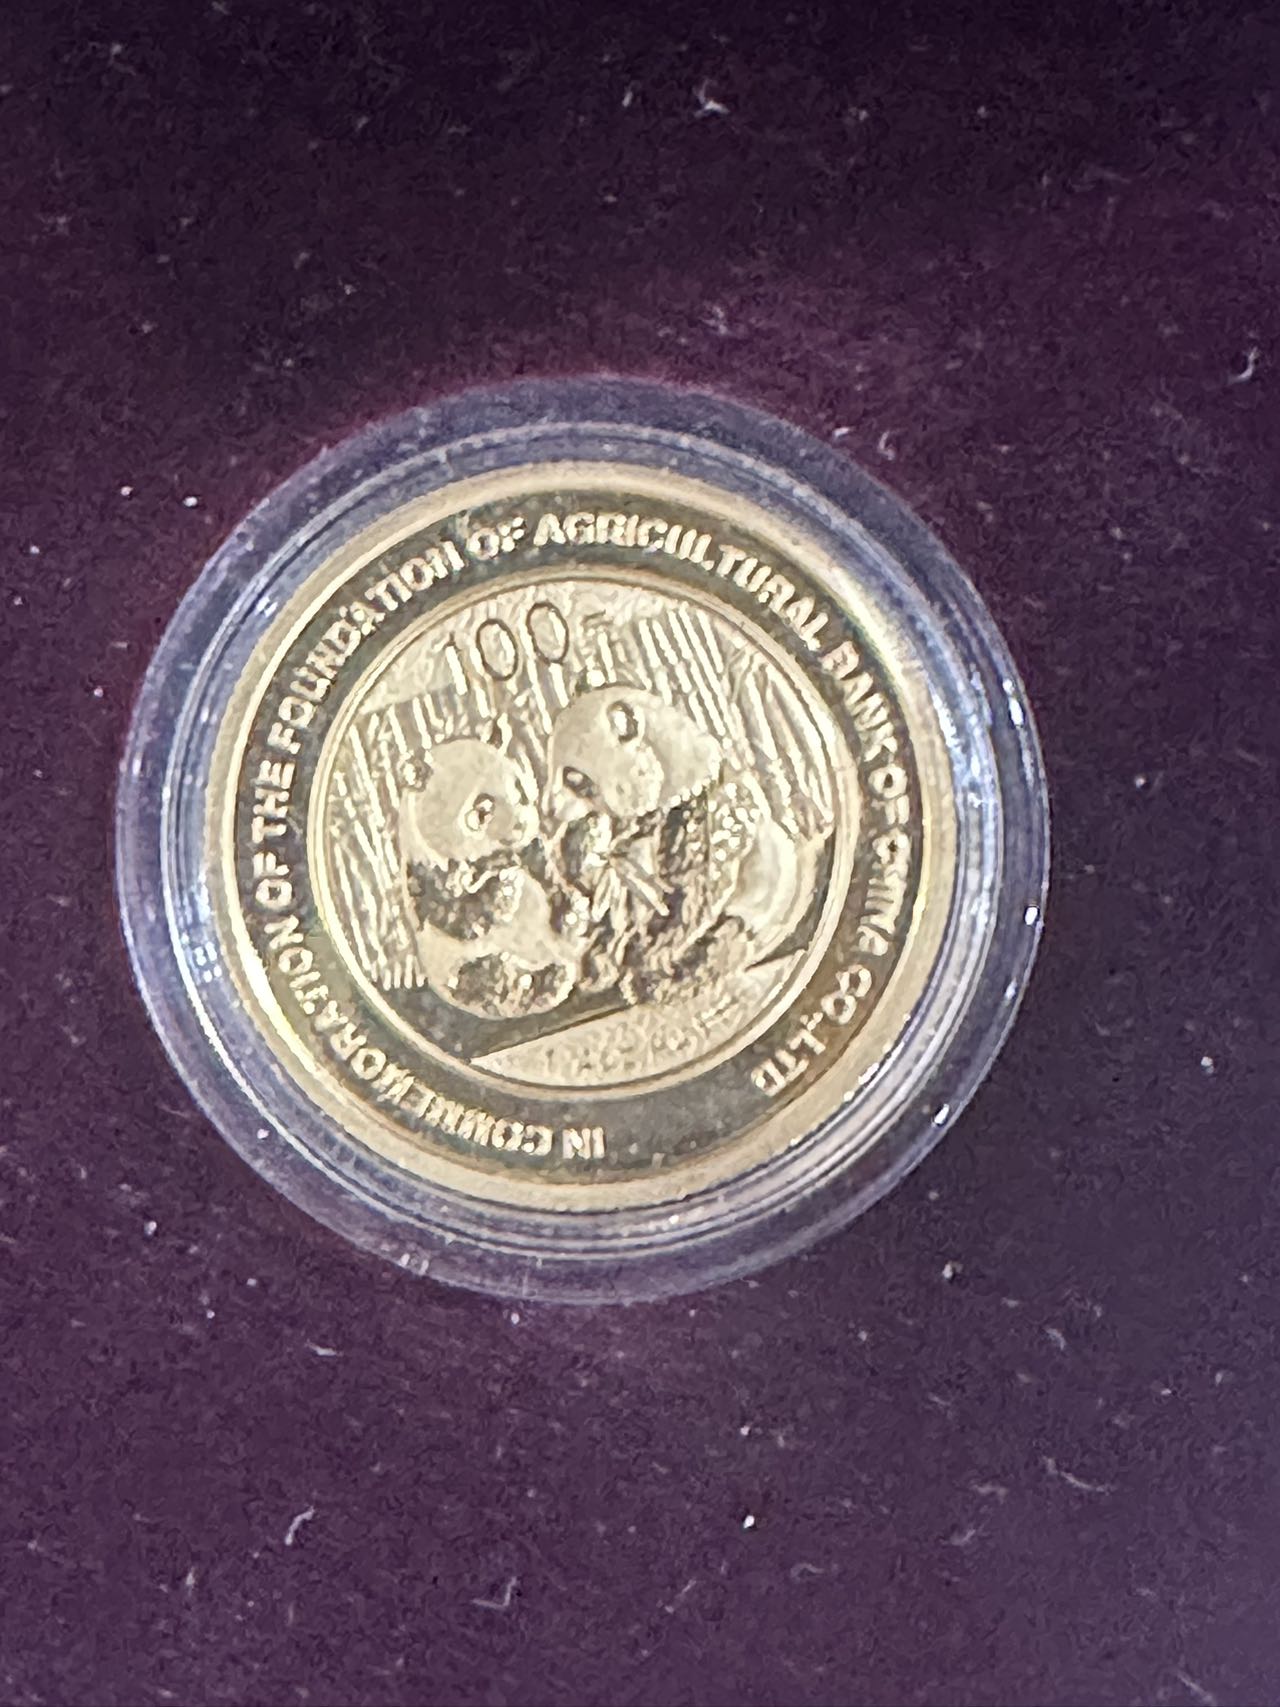 IN COMMEMORATION OF THE FOUNDATION OF AGRICULTURAL BANK OF CHINA CO.,LTD
100元